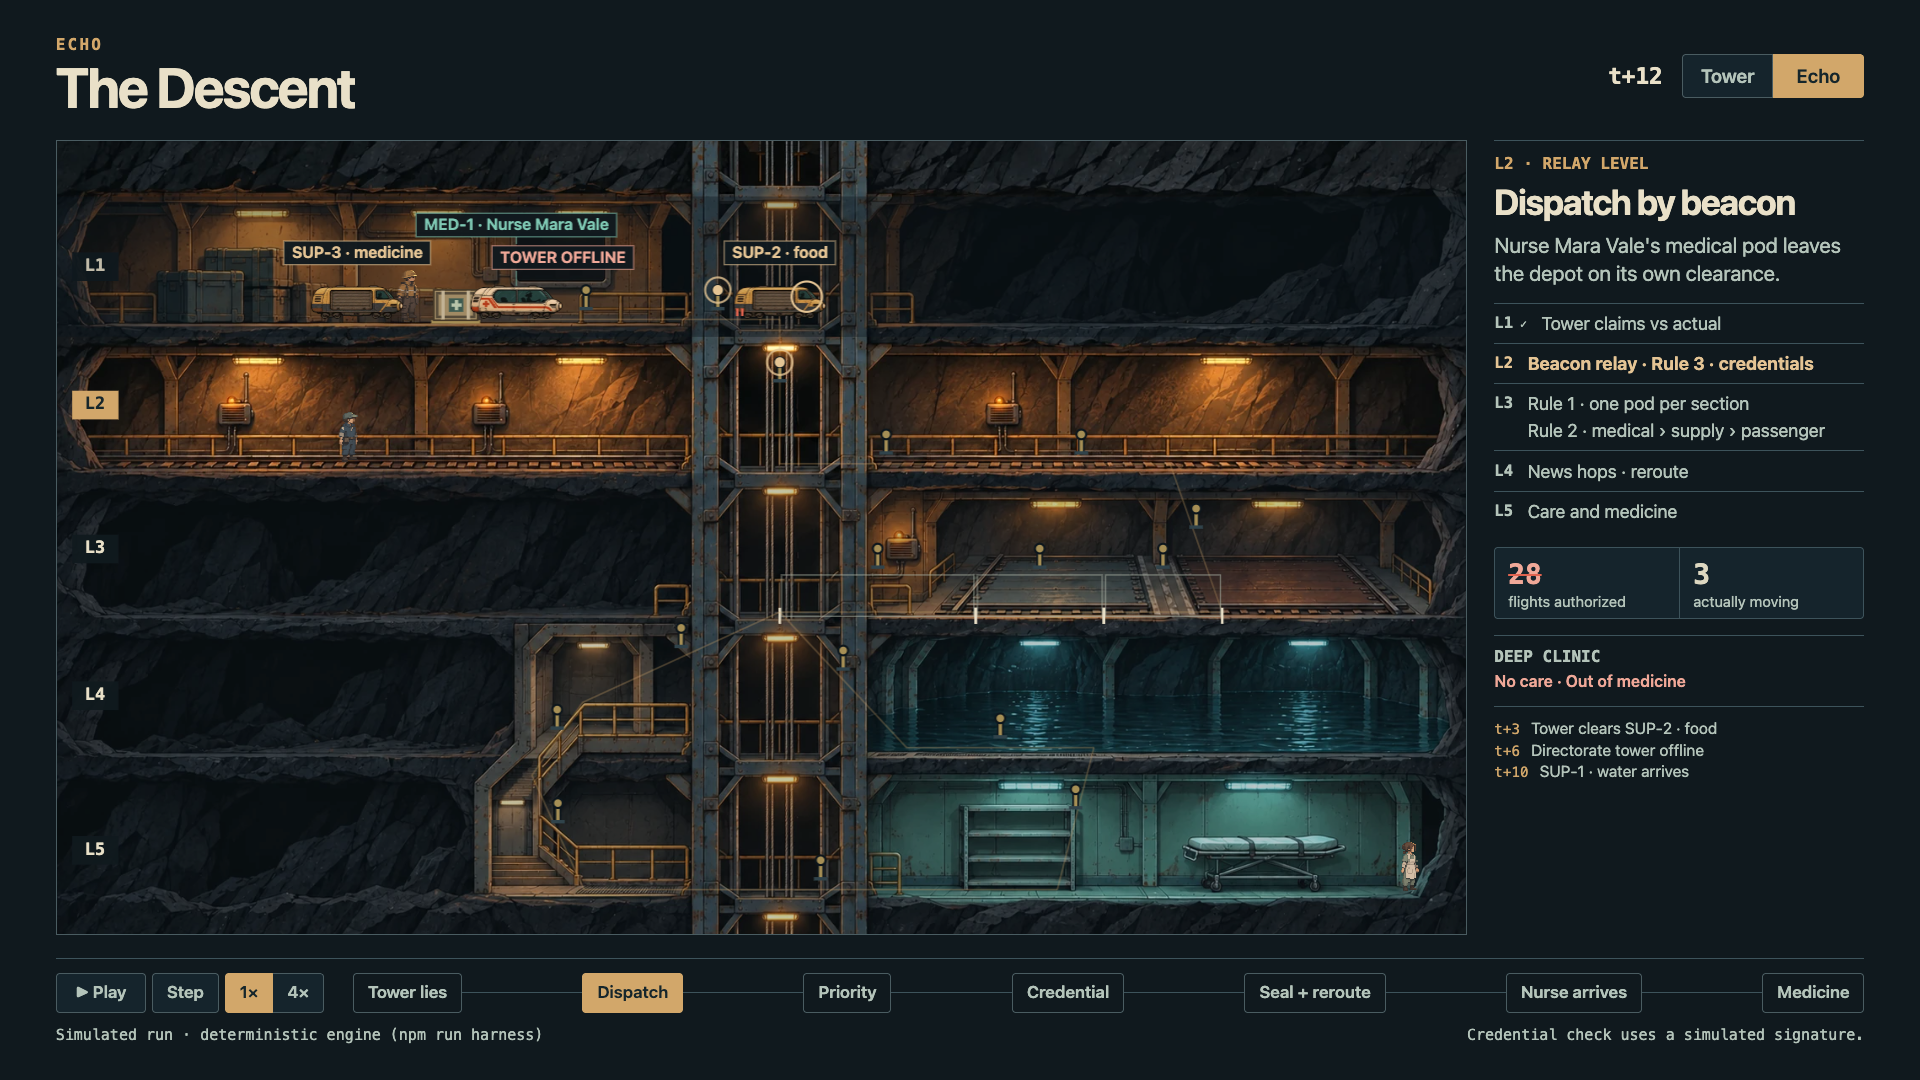 ECHO
The Descent
t+12
Tower
Echo
MED-1 · Nurse Mara Vale
SUP-3 · medicine
TOWER OFFLINE
SUP-2 · food
L1
L2
L3
L4
L5
L2 · RELAY LEVEL
Dispatch by beacon
Nurse Mara Vale's medical pod leaves
the depot on its own clearance.
L1 ✓ Tower claims vs actual
L2 Beacon relay · Rule 3 · credentials
L3 Rule 1 · one pod per section
Rule 2 · medical › supply › passenger
L4 News hops · reroute
L5 Care and medicine
28
flights authorized
3
actually moving
DEEP CLINIC
No care · Out of medicine
t+3 Tower clears SUP-2 · food
t+6 Directorate tower offline
t+10 SUP-1 · water arrives
▶ Play
Step
1×
4×
Tower lies
Dispatch
Priority
Credential
Seal + reroute
Nurse arrives
Medicine
Simulated run · deterministic engine (npm run harness)
Credential check uses a simulated signature.